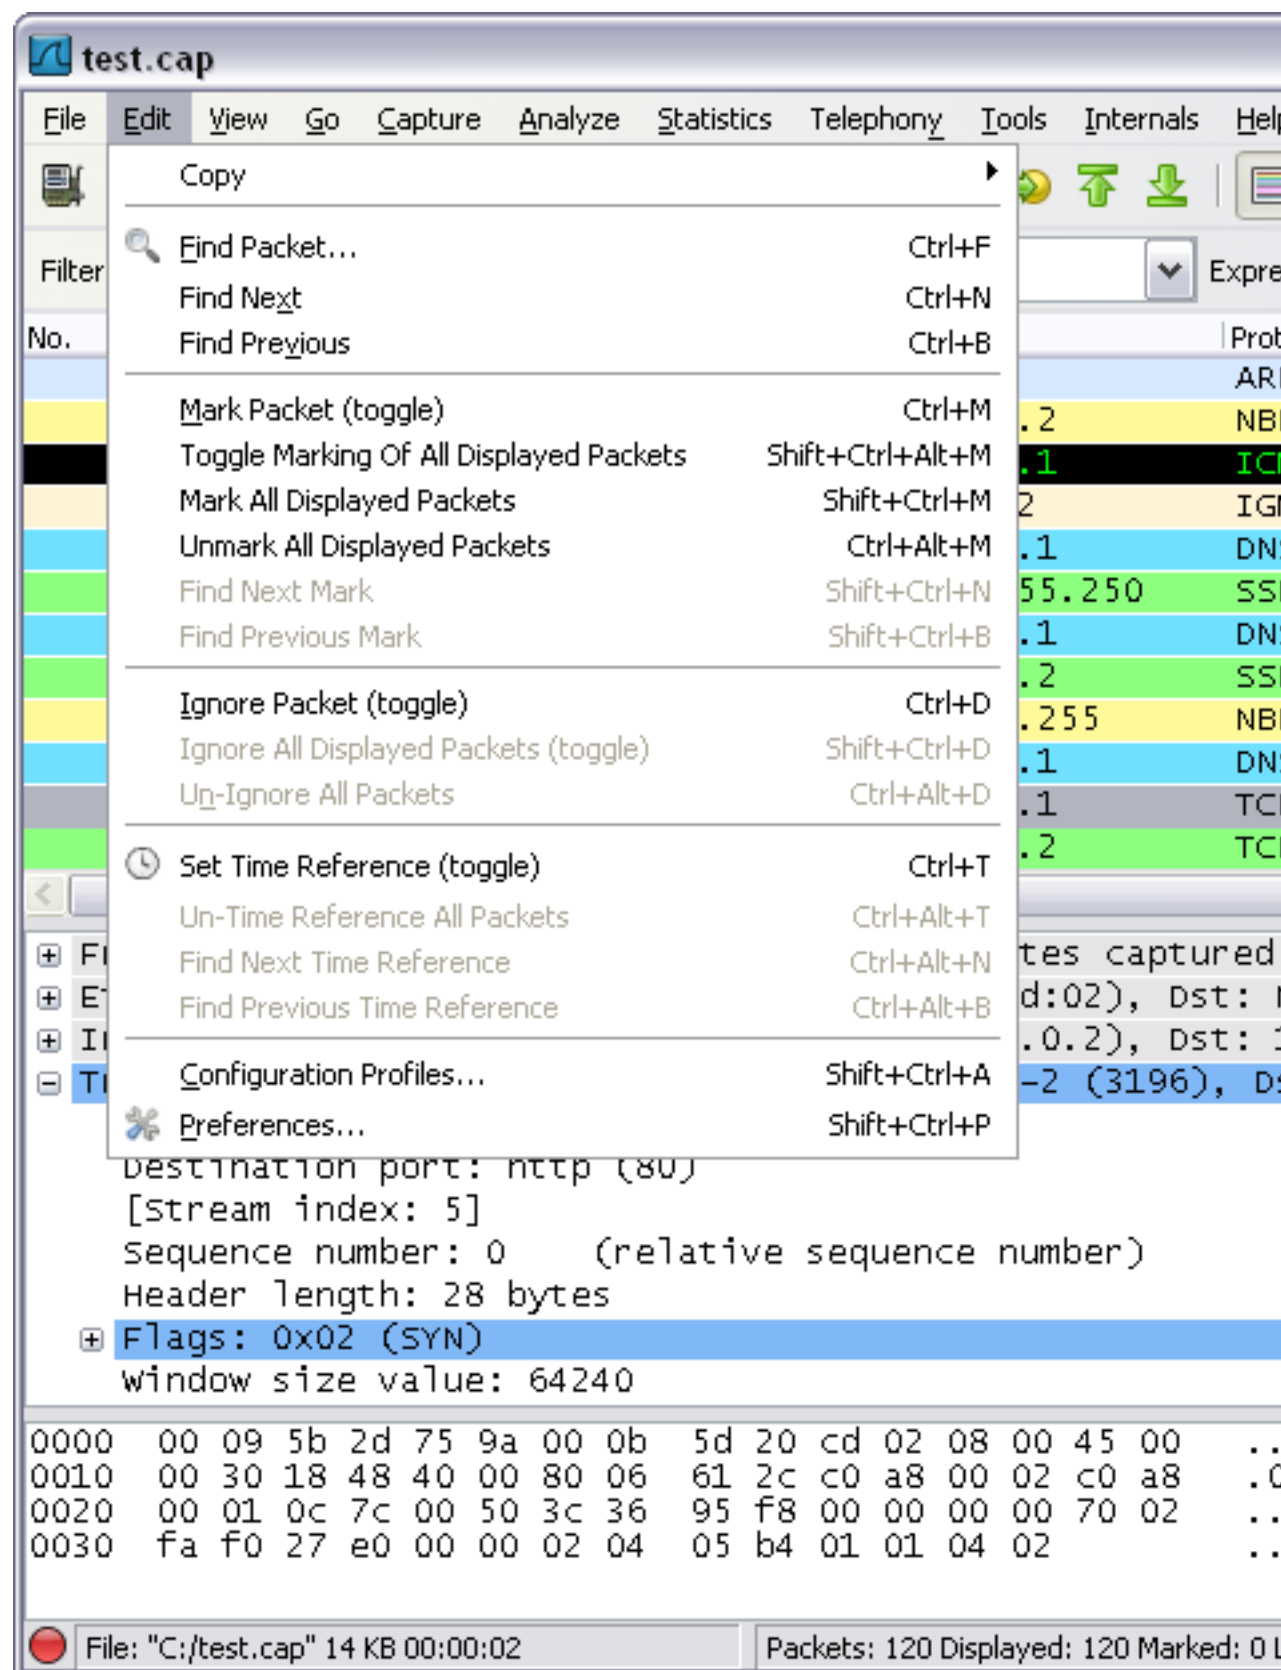 test.cap
File Edit View Go Capture Analyze Statistics Telephony Tools Internals
Copy
Filter
Find Packet... Ctrl+F
Find Next Ctrl+N
Find Previous Ctrl+B
No.
Mark Packet (toggle) Ctrl+M
.2
Toggle Marking Of All Displayed Packets Shift+Ctrl+Alt+M
.1
Mark All Displayed Packets Shift+Ctrl+M
2
Unmark All Displayed Packets Ctrl+Alt+M
.1
Find Next Mark Shift+Ctrl+N
55.250
Find Previous Mark Shift+Ctrl+B
.1
.2
Ignore Packet (toggle) Ctrl+D
.255
Ignore All Displayed Packets (toggle) Shift+Ctrl+D
.1
Un-Ignore All Packets Ctrl+Alt+D
.1
Set Time Reference (toggle) Ctrl+T
.2
Un-Time Reference All Packets Ctrl+Alt+T
Find Next Time Reference Ctrl+Alt+N
tes captured
Find Previous Time Reference Ctrl+Alt+B
d:02), Dst:
.0.2), Dst:
Configuration Profiles... Shift+Ctrl+A
-2 (3196),
Preferences... Shift+Ctrl+P
Destination port: http (80)
[Stream index: 5]
Sequence number: 0 (relative sequence number)
Header length: 28 bytes
Flags: 0x02 (SYN)
Window size value: 64240
0000 00 09 5b 2d 75 9a 00 0b 5d 20 cd 02 08 00 45 00 ..
0010 00 30 18 48 40 00 80 06 61 2c c0 a8 00 02 c0 a8 .0
0020 00 01 0c 7c 00 50 3c 36 95 f8 00 00 00 00 70 02 ..
0030 fa f0 27 e0 00 00 02 04 05 b4 01 01 04 02 ..
File: "C:/test.cap" 14 KB 00:00:02 Packets: 120 Displayed: 120 Marked: 0